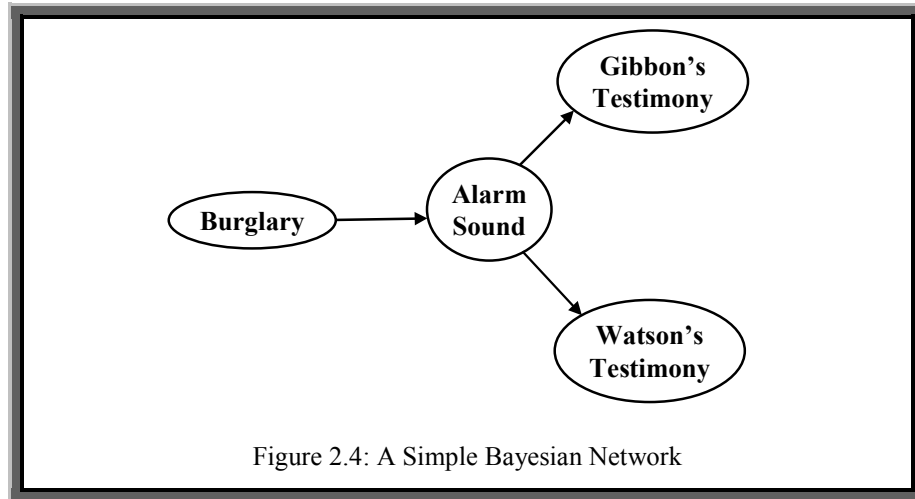 Gibbon’s
Testimony
Alarm
Sound
Burglary
Watson’s
Testimony
Figure 2.4: A Simple Bayesian Network